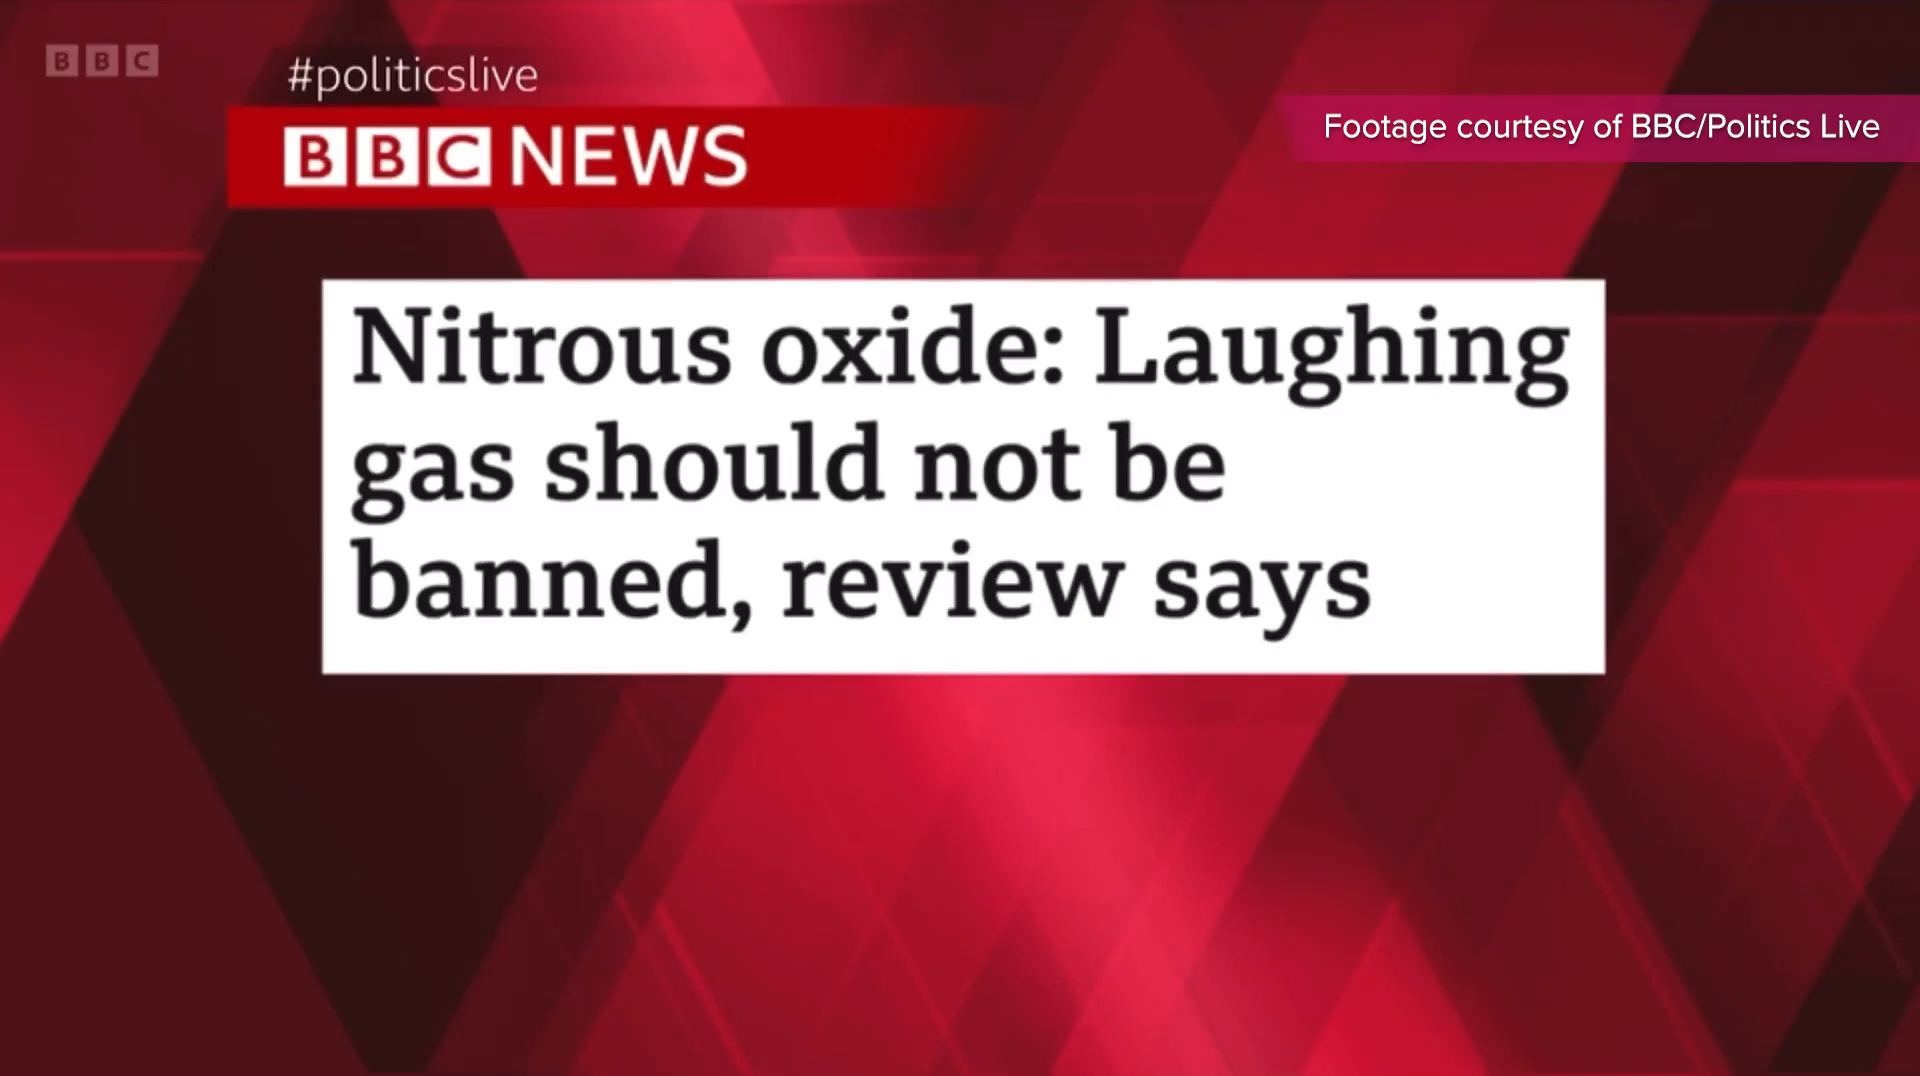 BBC
#politicslive
BBC NEWS
Footage courtesy of BBC/Politics Live
Nitrous oxide: Laughing
gas should not be
banned, review says